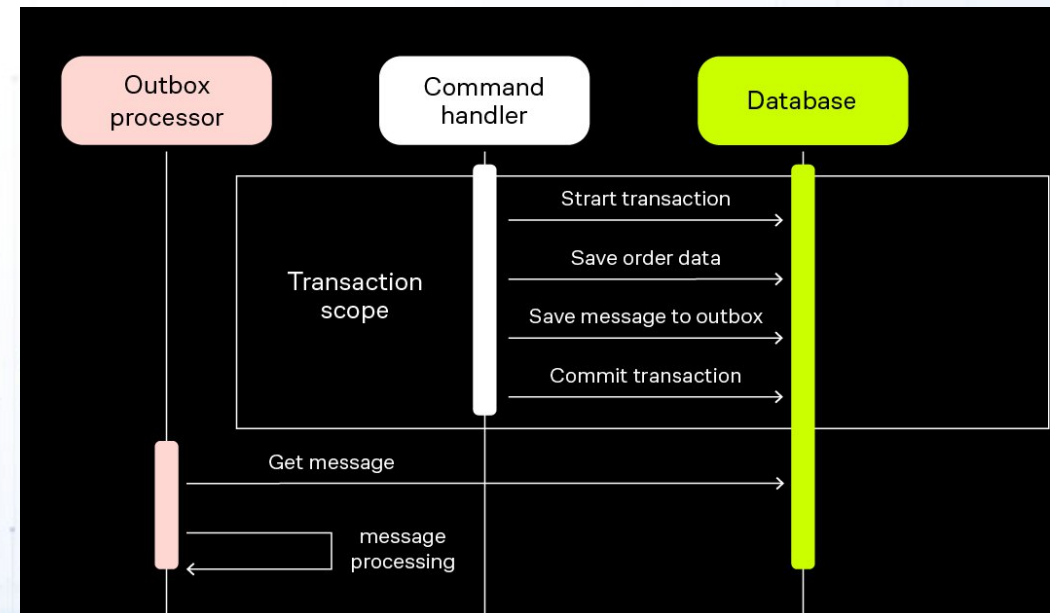 Outbox
processor
Command
handler
Database
Strart transaction
Save order data
Transaction
scope
Save message to outbox
Commit transaction
Get message
message
processing